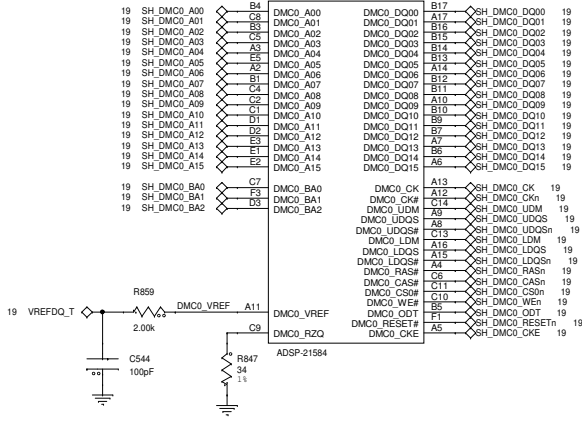 19 SH_DMC0_A00 B4 DMC0_A00 DMC0_DQ00 B17 SH_DMC0_DQ00 19
19 SH_DMC0_A01 C8 DMC0_A01 DMC0_DQ01 A17 SH_DMC0_DQ01 19
19 SH_DMC0_A02 B3 DMC0_A02 DMC0_DQ02 B16 SH_DMC0_DQ02 19
19 SH_DMC0_A03 C5 DMC0_A03 DMC0_DQ03 B15 SH_DMC0_DQ03 19
19 SH_DMC0_A04 A3 DMC0_A04 DMC0_DQ04 B14 SH_DMC0_DQ04 19
19 SH_DMC0_A05 E5 DMC0_A05 DMC0_DQ05 B13 SH_DMC0_DQ05 19
19 SH_DMC0_A06 A2 DMC0_A06 DMC0_DQ06 A14 SH_DMC0_DQ06 19
19 SH_DMC0_A07 B1 DMC0_A07 DMC0_DQ07 B12 SH_DMC0_DQ07 19
19 SH_DMC0_A08 C4 DMC0_A08 DMC0_DQ08 B11 SH_DMC0_DQ08 19
19 SH_DMC0_A09 C2 DMC0_A09 DMC0_DQ09 A10 SH_DMC0_DQ09 19
19 SH_DMC0_A10 C1 DMC0_A10 DMC0_DQ10 B10 SH_DMC0_DQ10 19
19 SH_DMC0_A11 D1 DMC0_A11 DMC0_DQ11 B9 SH_DMC0_DQ11 19
19 SH_DMC0_A12 D2 DMC0_A12 DMC0_DQ12 B7 SH_DMC0_DQ12 19
19 SH_DMC0_A13 E3 DMC0_A13 DMC0_DQ13 A7 SH_DMC0_DQ13 19
19 SH_DMC0_A14 E1 DMC0_A14 DMC0_DQ14 B6 SH_DMC0_DQ14 19
19 SH_DMC0_A15 E2 DMC0_A15 DMC0_DQ15 A6 SH_DMC0_DQ15 19
19 SH_DMC0_BA0 C7 DMC0_BA0 DMC0_CK A13 SH_DMC0_CK 19
19 SH_DMC0_BA1 F3 DMC0_BA1 DMC0_CK# A12 SH_DMC0_CKn 19
19 SH_DMC0_BA2 D3 DMC0_BA2 DMC0_UDM C14 SH_DMC0_UDM 19
DMC0_UDQS A9 SH_DMC0_UDQS 19
DMC0_UDQS# A8 SH_DMC0_UDQSn 19
DMC0_LDM C13 SH_DMC0_LDM 19
DMC0_LDQS A16 SH_DMC0_LDQS 19
DMC0_LDQS# A15 SH_DMC0_LDQSn 19
DMC0_RAS# A4 SH_DMC0_RASn 19
DMC0_CAS# C6 SH_DMC0_CASn 19
DMC0_CS0# C11 SH_DMC0_CS0n 19
DMC0_WE# C10 SH_DMC0_WEn 19
DMC0_ODT B5 SH_DMC0_ODT 19
DMC0_RESET# F1 SH_DMC0_RESETn 19
DMC0_CKE A5 SH_DMC0_CKE 19
R859
19 VREFDQ_T DMC0_VREF A11 DMC0_VREF
2.00k
C9 DMC0_RZQ
ADSP-21584
C544
100pF
R847
34
1%